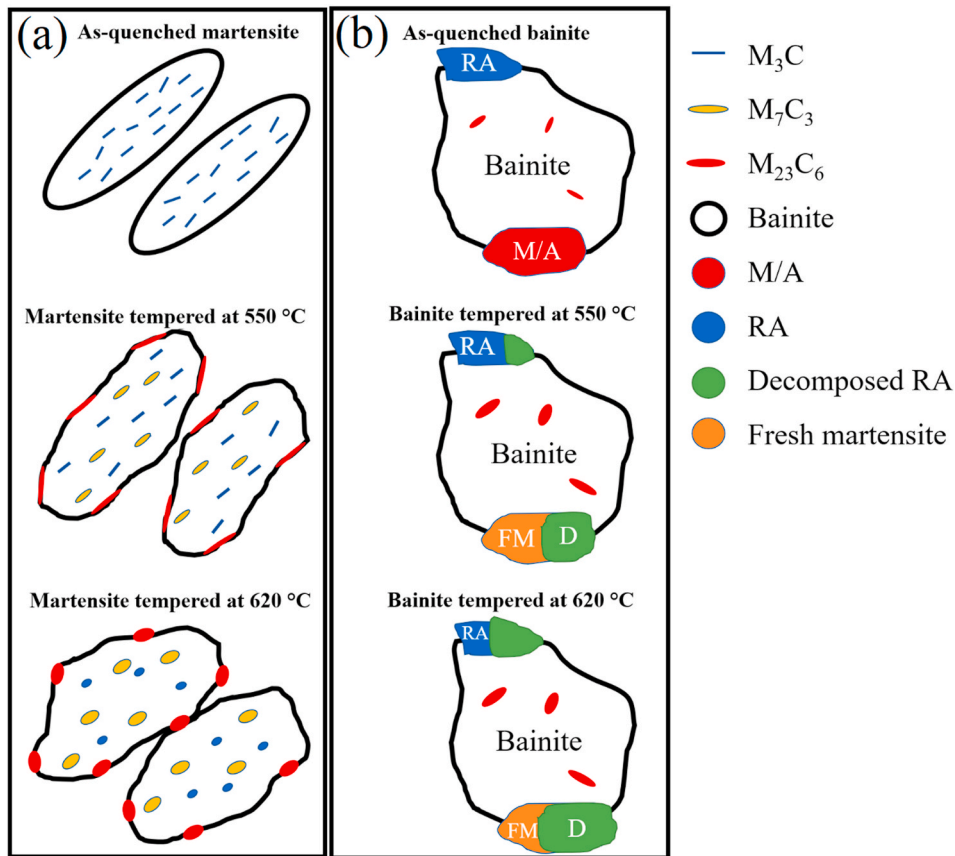 (a)
As-quenched martensite
Martensite tempered at 550 °C
Martensite tempered at 620 °C
(b)
As-quenched bainite
RA
Bainite
M/A
Bainite tempered at 550 °C
RA
Bainite
FM D
Bainite tempered at 620 °C
RA
Bainite
FM D
M₃C
M₇C₃
M₂₃C₆
Bainite
M/A
RA
Decomposed RA
Fresh martensite